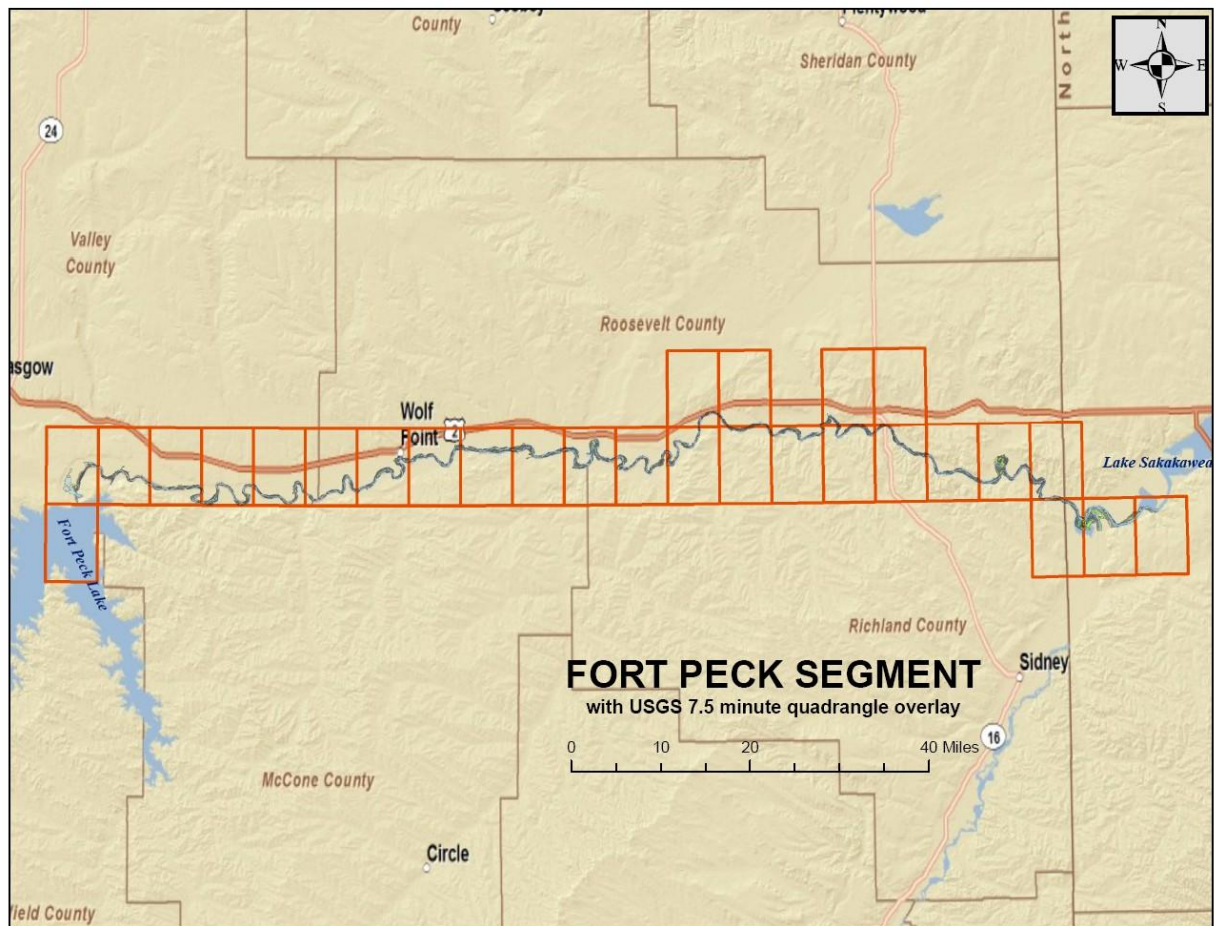 County
Sheridan County
North
N
W
E
S
24
Valley
County
Roosevelt County
asgow
Wolf
Point
2
Lake Sakakawea
Fort Peck Lake
Richland County
FORT PECK SEGMENT
with USGS 7.5 minute quadrangle overlay
Sidney
0 10 20 40 Miles
16
McCone County
Circle
field County